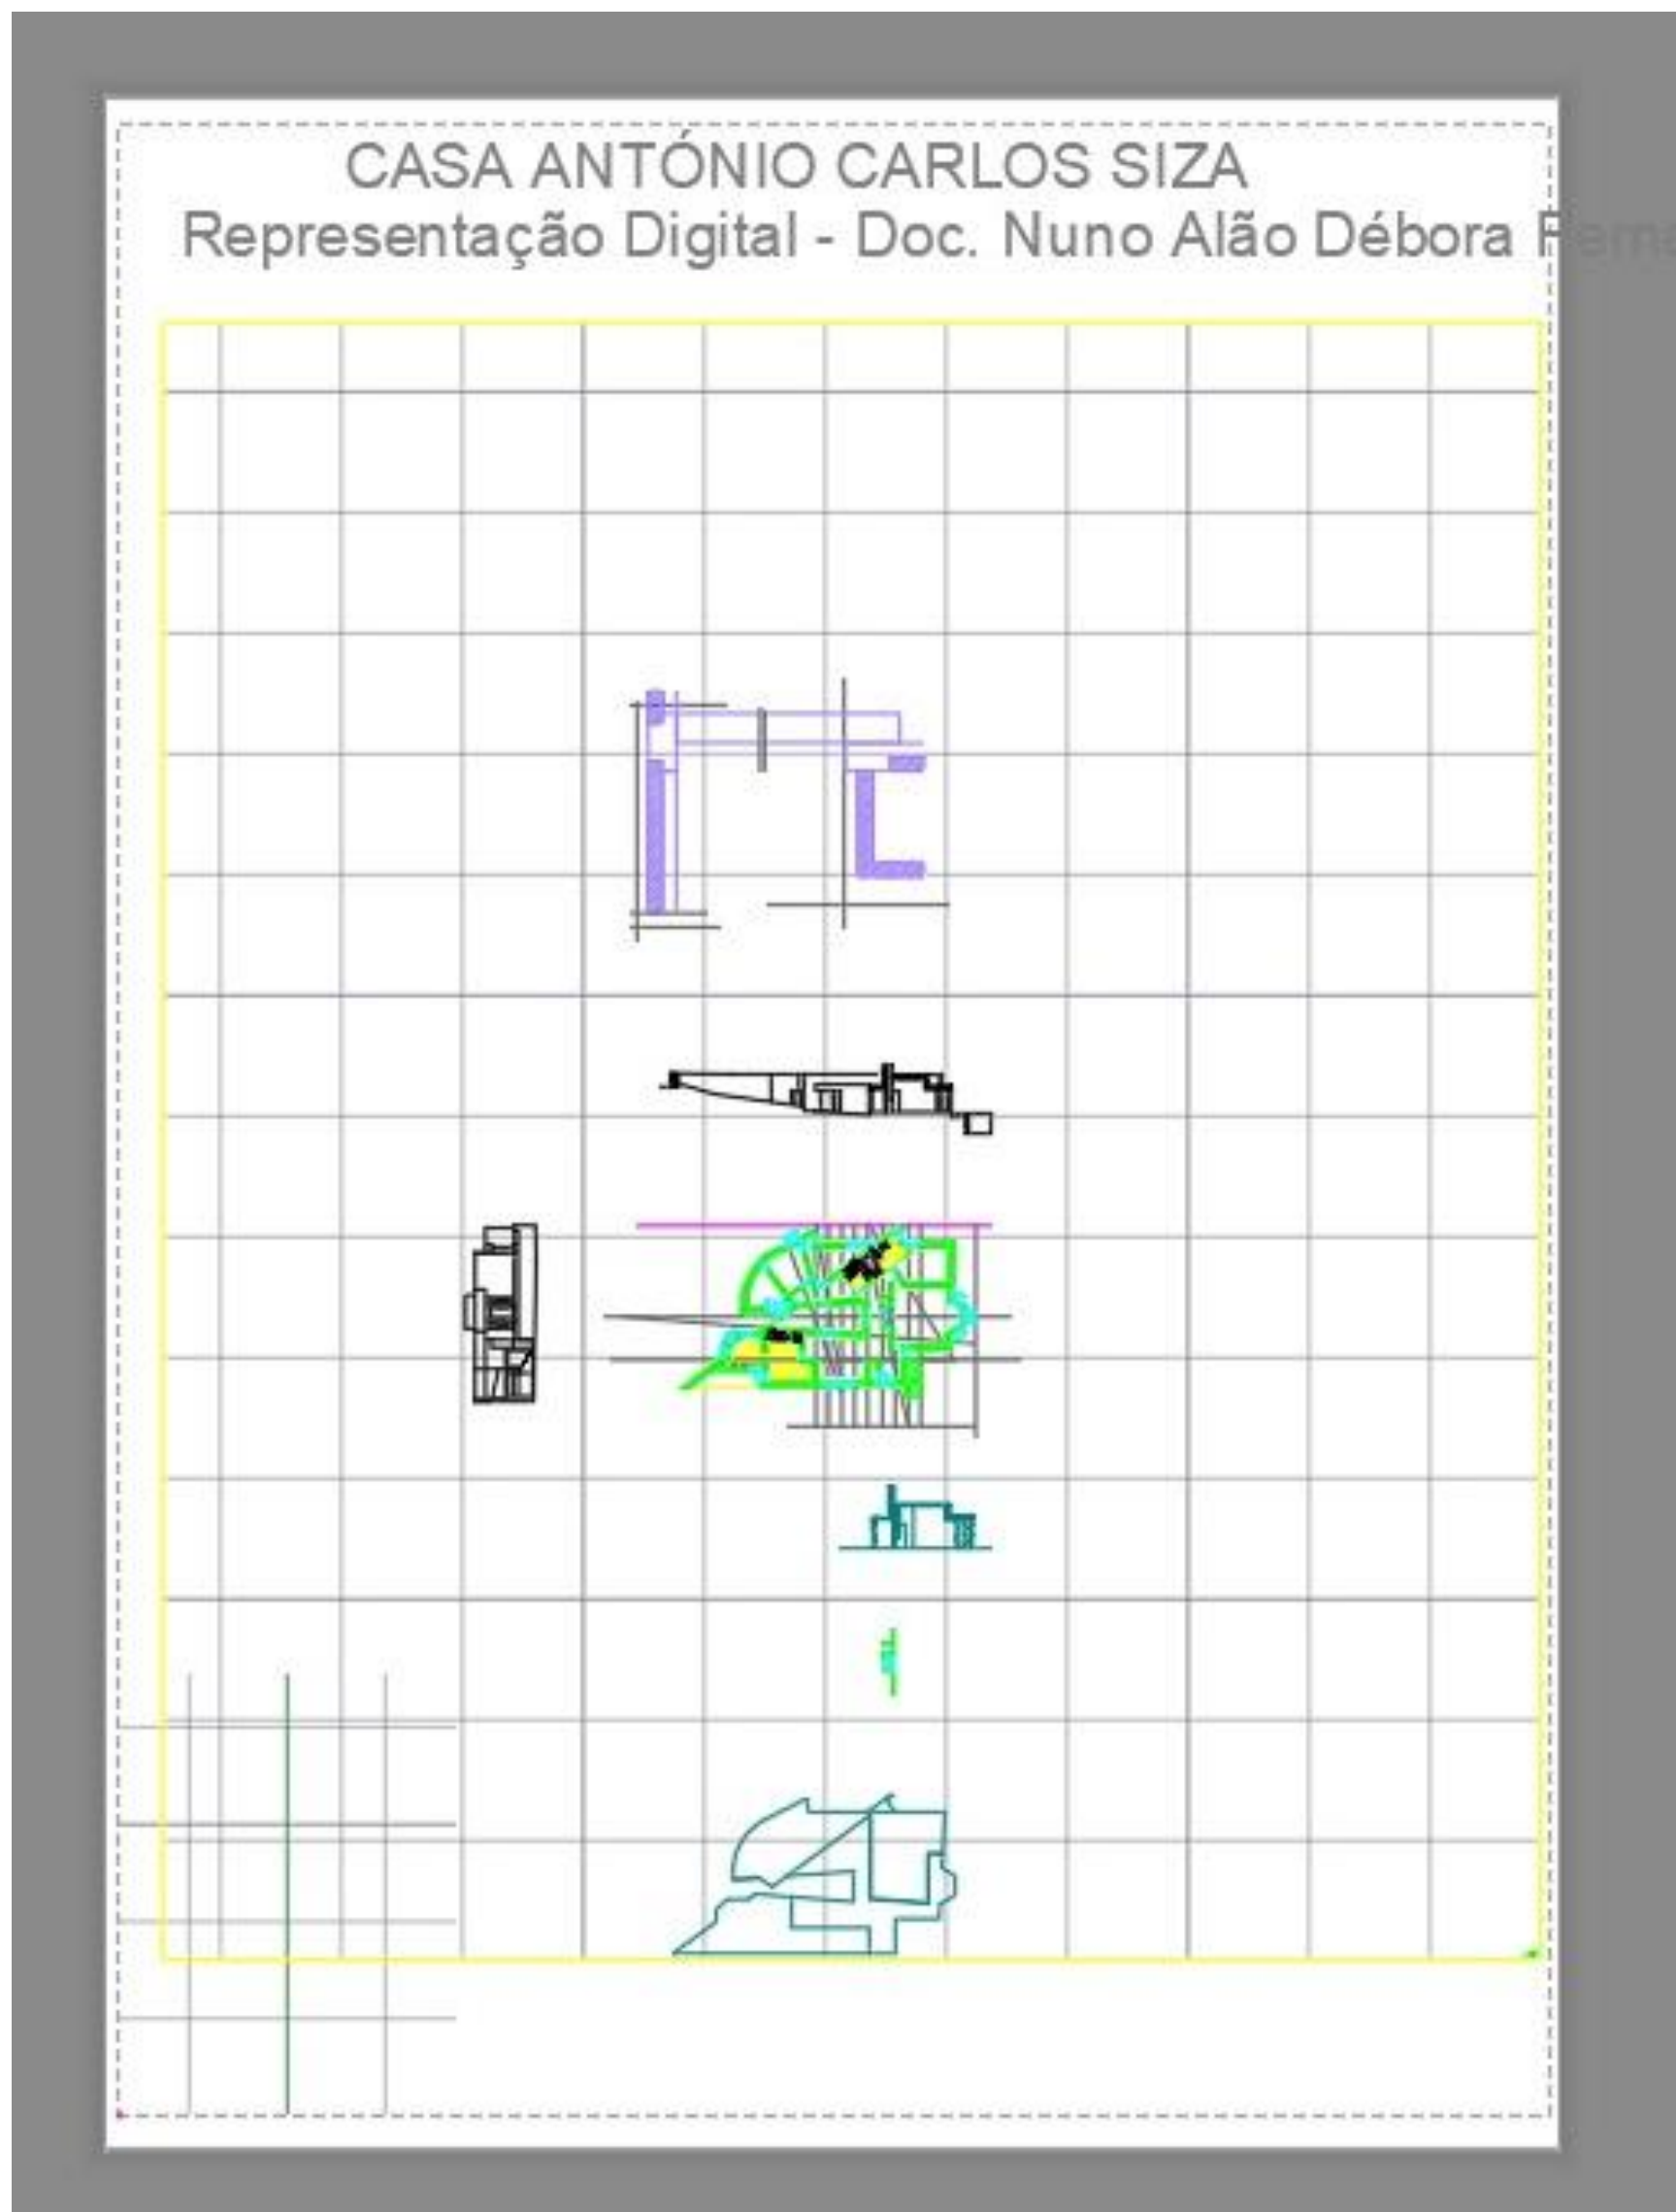 CASA ANTÓNIO CARLOS SIZA
Representação Digital - Doc. Nuno Alão Débora